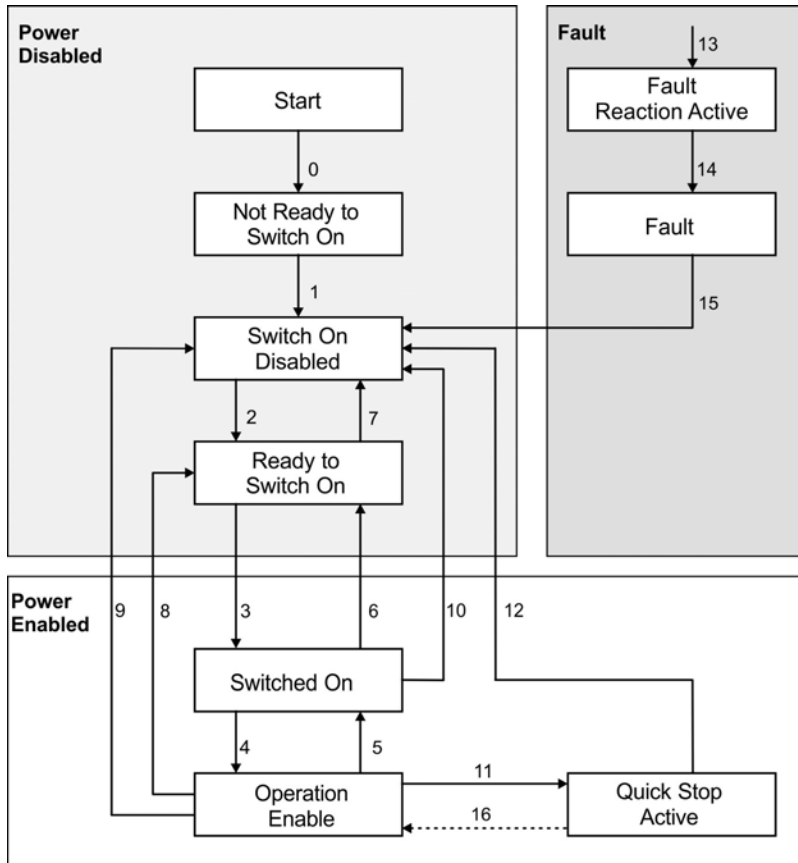 Power
Disabled
Start
0
Not Ready to
Switch On
1
Switch On
Disabled
2
7
Ready to
Switch On
Fault
13
Fault
Reaction Active
14
Fault
15
Power
Enabled
9
8
3
6
10
12
Switched On
4
5
Operation
Enable
11
16
Quick Stop
Active